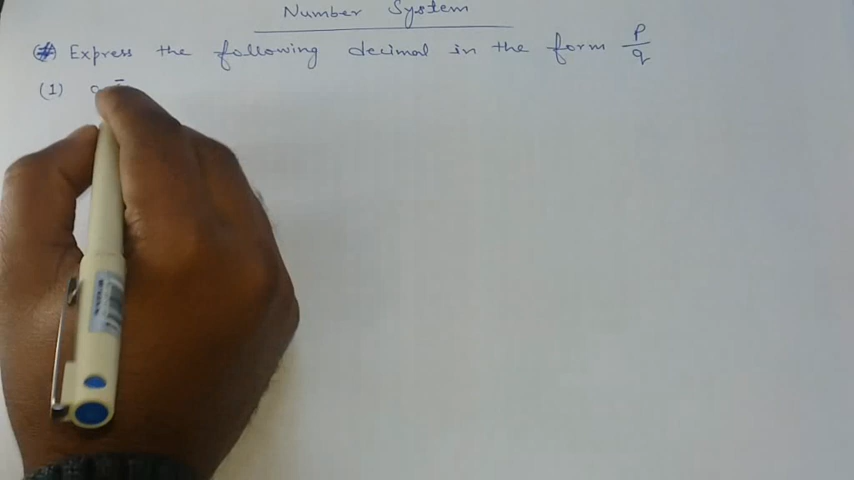 Number System
# Express the following decimal in the form P/q
(1)